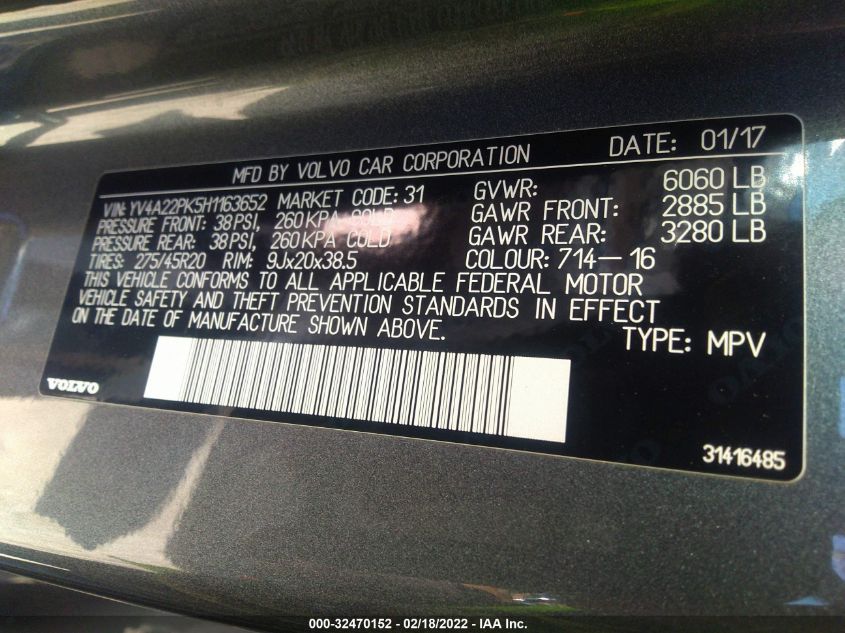 MFD BY VOLVO CAR CORPORATION DATE: 01/17
VIN: YV4A22PK5H1163652 MARKET CODE: 31 GVWR: 6060 LB
PRESSURE FRONT: 38 PSI, 260 KPA COLD GAWR FRONT: 2885 LB
PRESSURE REAR: 38 PSI, 260 KPA COLD GAWR REAR: 3280 LB
TIRES: 275/45R20 RIM: 9Jx20x38.5 COLOUR: 714-16
THIS VEHICLE CONFORMS TO ALL APPLICABLE FEDERAL MOTOR
VEHICLE SAFETY AND THEFT PREVENTION STANDARDS IN EFFECT
ON THE DATE OF MANUFACTURE SHOWN ABOVE.
TYPE: MPV
VOLVO
31416485
000-32470152 - 02/18/2022 - IAA Inc.